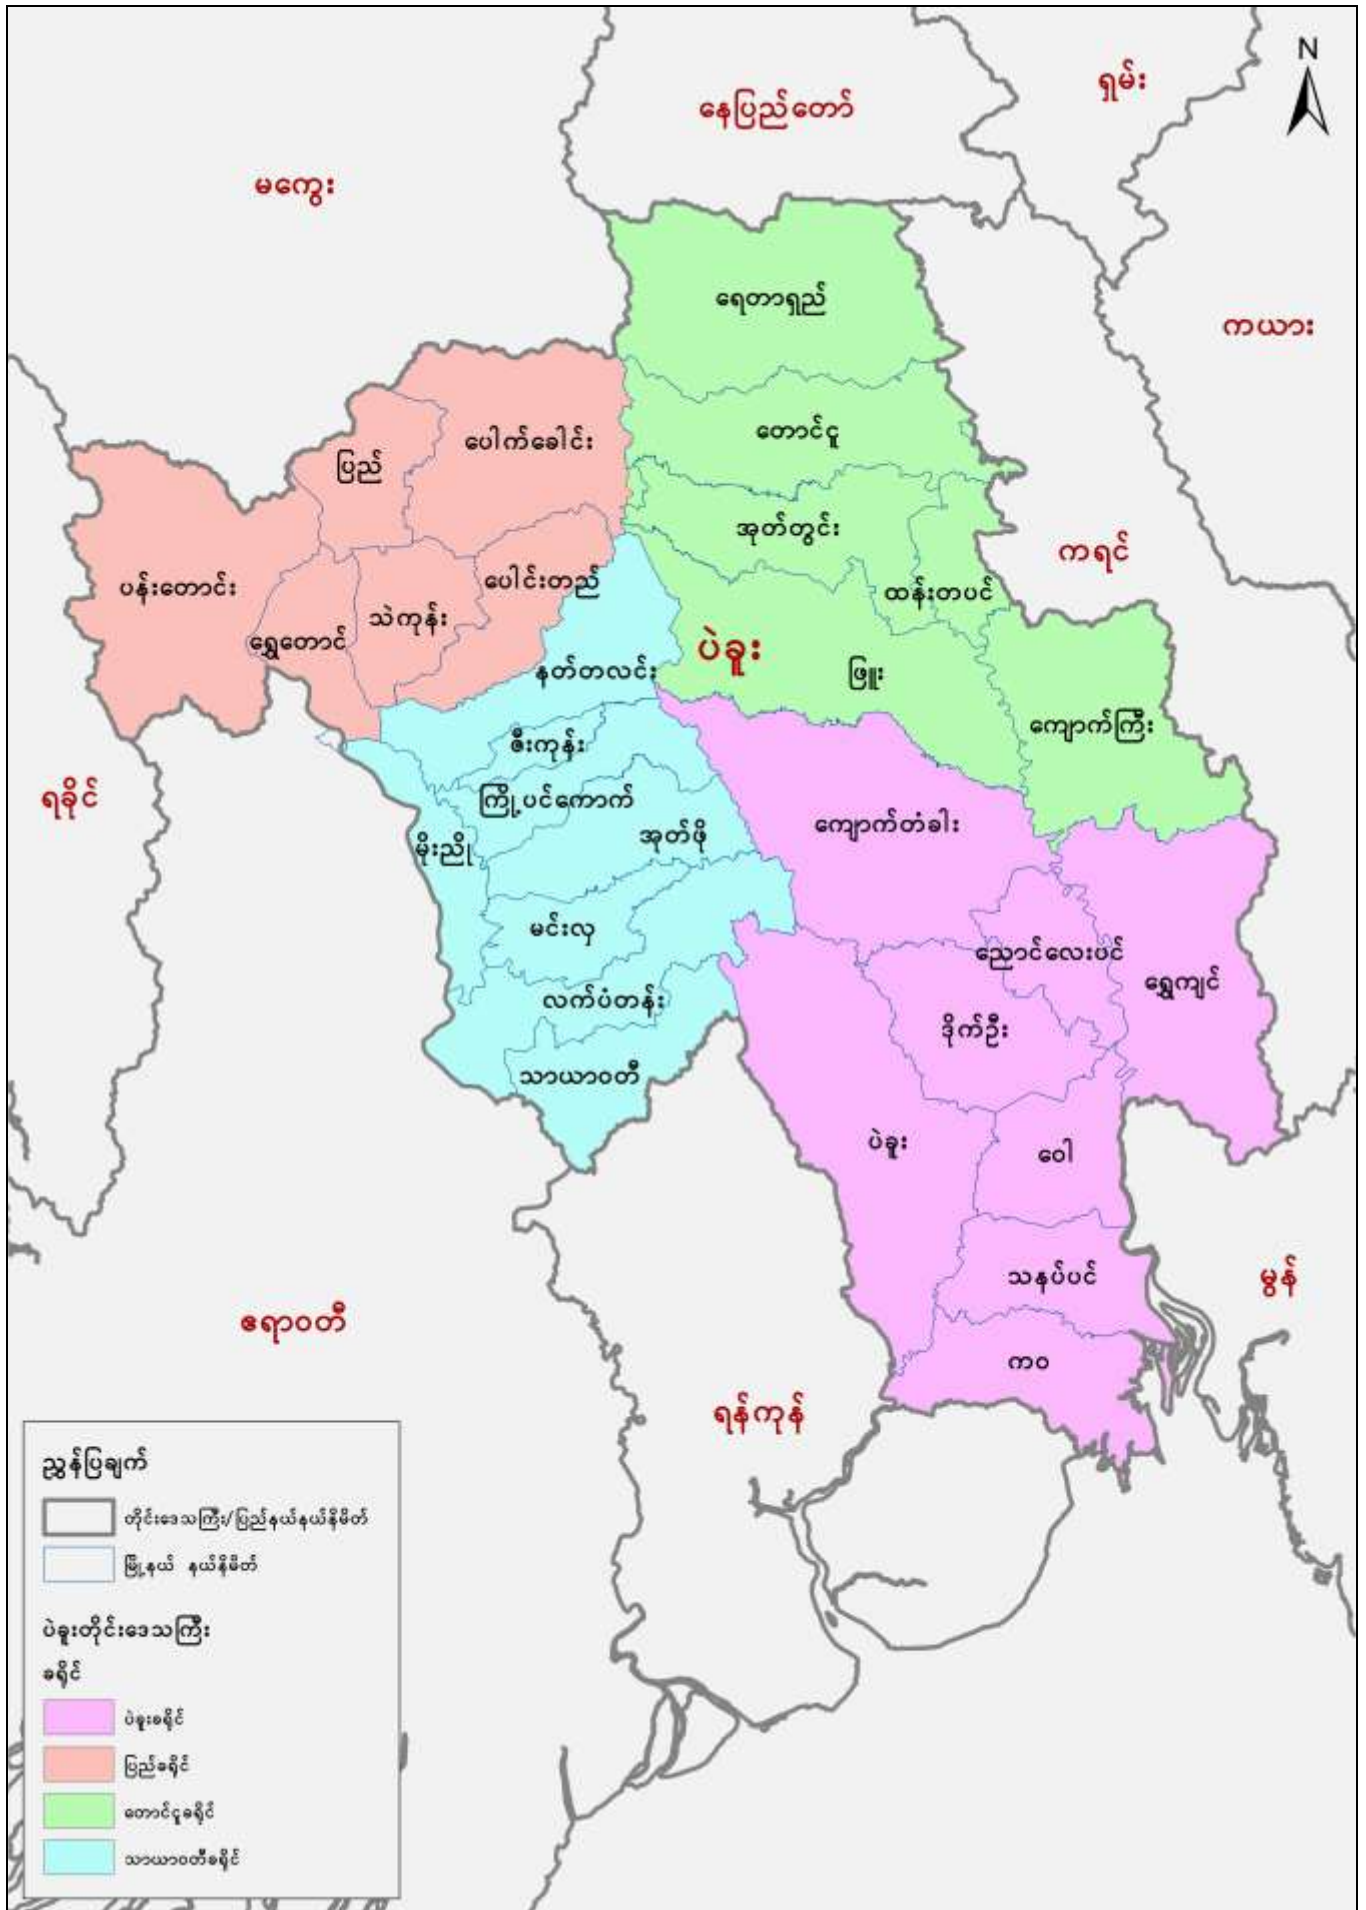 N
ရှမ်း
နေပြည်တော်
မကွေး
ရေတာရှည်
ကယား
တောင်ငူ
ပေါက်ခေါင်း
ပြည်
အုတ်တွင်း
ကရင်
ပန်းတောင်း
ပေါင်းတည်
ထန်းတပင်
သဲကုန်း
ရွှေတောင်
ပဲခူး
နတ်တလင်း
ဖြူး
ကျောက်ကြီး
ဇီးကုန်း
ရခိုင်
ကြို့ပင်ကောက်
ကျောက်တံခါး
အုတ်ဖို
မိုးညို
မင်းလှ
ညောင်လေးပင်
ရွှေကျင်
လက်ပံတန်း
ဒိုက်ဦး
သာယာဝတီ
ပဲခူး
ဝေါ
သနပ်ပင်
မွန်
ဧရာဝတီ
ကဝ
ရန်ကုန်
ညွှန်ပြချက်
တိုင်းဒေသကြီး/ပြည်နယ်နယ်နိမိတ်
မြို့နယ် နယ်နိမိတ်
ပဲခူးတိုင်းဒေသကြီး
ခရိုင်
ပဲခူးခရိုင်
ပြည်ခရိုင်
တောင်ငူခရိုင်
သာယာဝတီခရိုင်